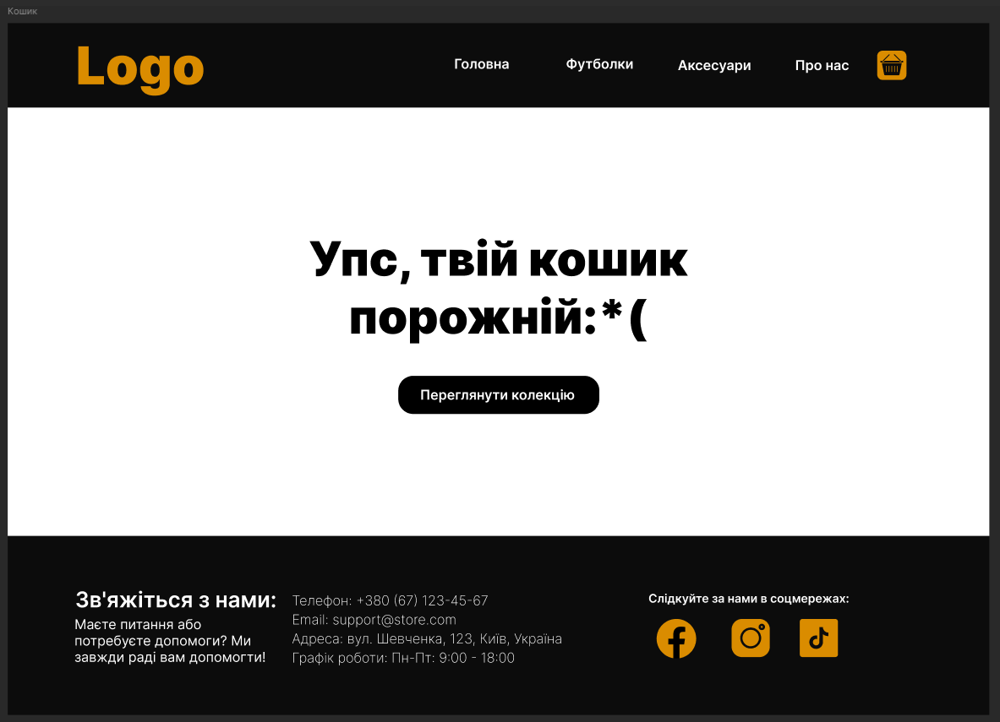 Кошик
Logo
Головна
Футболки
Аксесуари
Про нас
Упс, твій кошик
порожній:*(
Переглянути колекцію
Зв'яжіться з нами:
Маєте питання або
потребуєте допомоги? Ми
завжди раді вам допомогти!
Телефон: +380 (67) 123-45-67
Email: support@store.com
Адреса: вул. Шевченка, 123, Київ, Україна
Графік роботи: Пн-Пт: 9:00 - 18:00
Слідкуйте за нами в соцмережах: